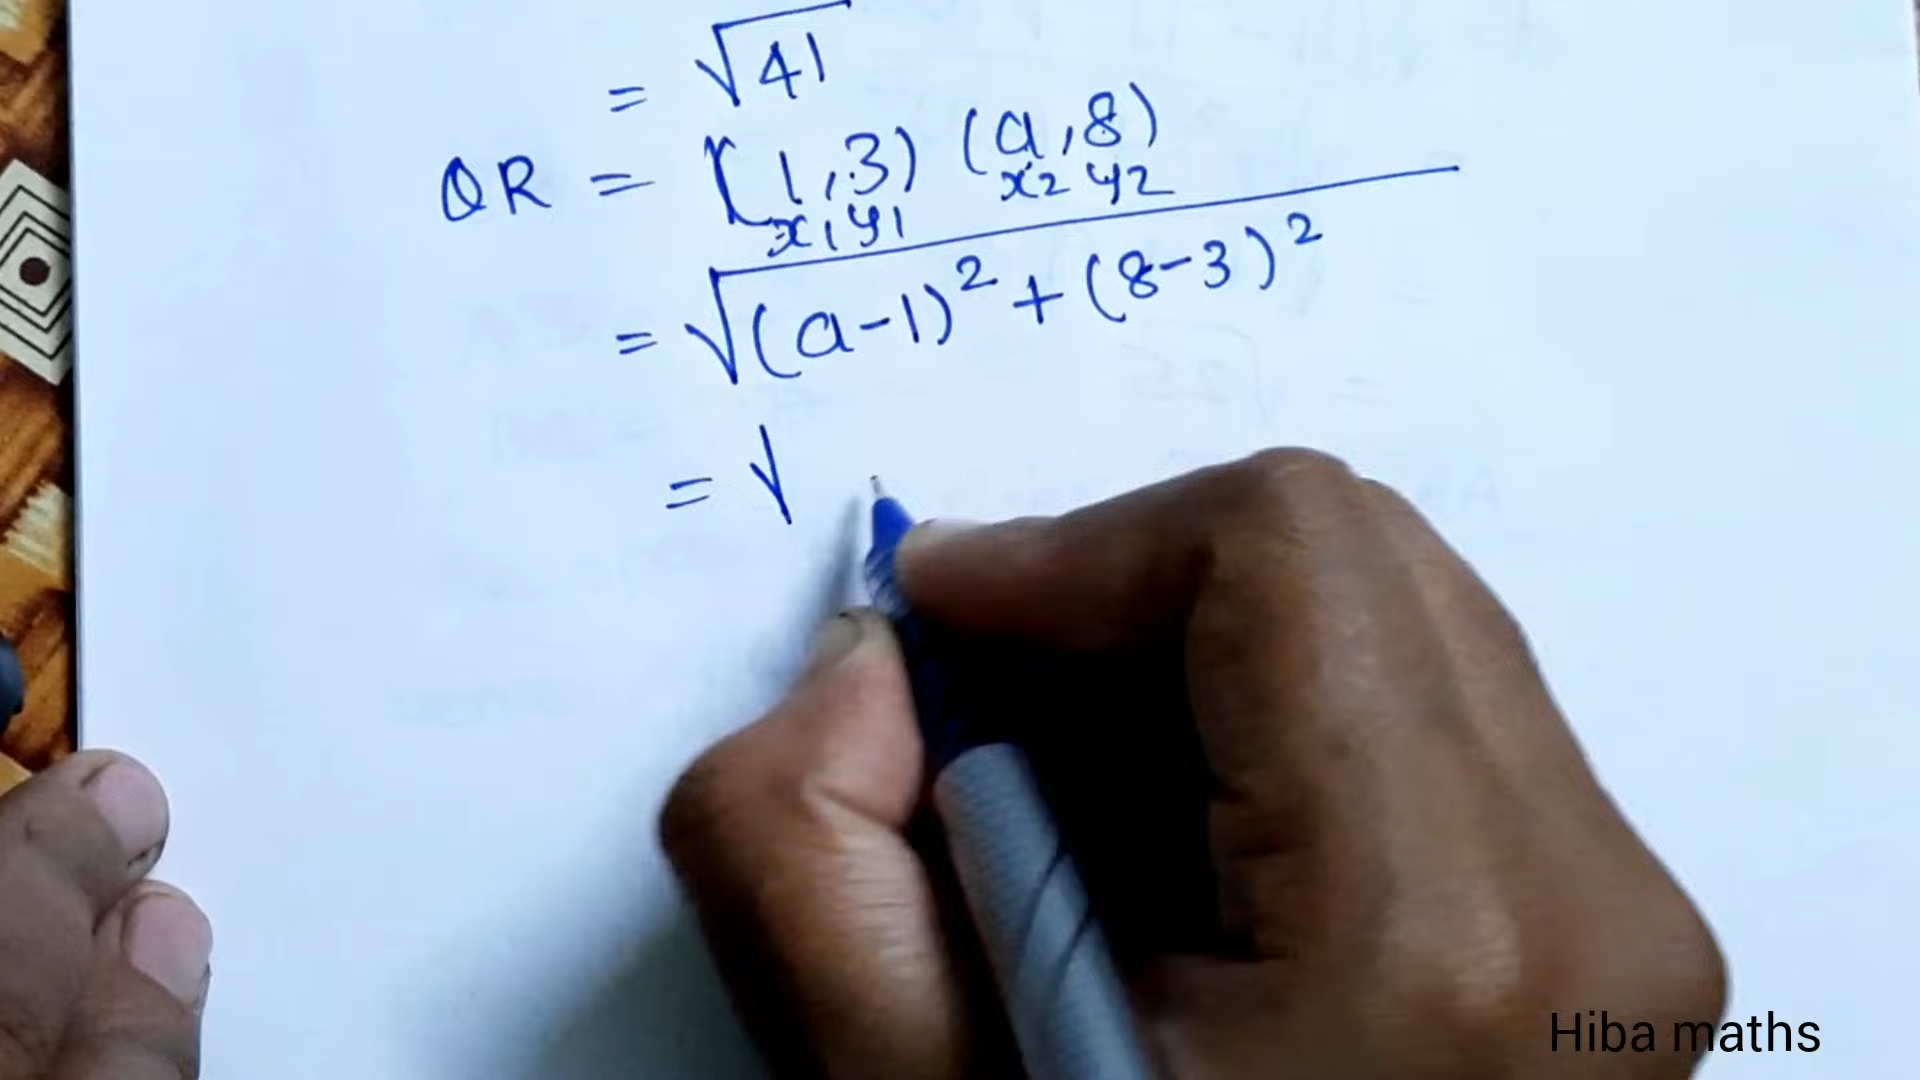 = √41
QR = (1,3) (a,8)
x1 y1 x2 y2
= √(a-1)² + (8-3)²
= √
Hiba maths